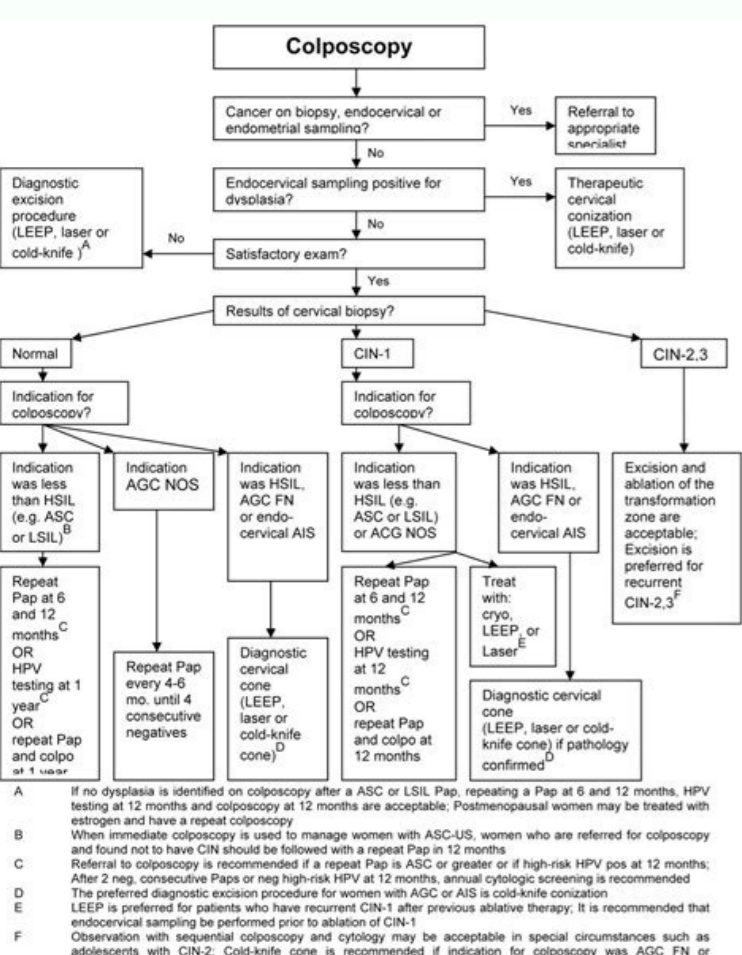 Colposcopy
Cancer on biopsy, endocervical or
endometrial sampling?
Yes
Referral to
appropriate
specialist
No
Diagnostic
excision
procedure
(LEEP, laser or
cold-knife )A
Endocervical sampling positive for
dysplasia?
Yes
Therapeutic
cervical
conization
(LEEP, laser or
cold-knife)
No
No
Satisfactory exam?
Yes
Results of cervical biopsy?
Normal
CIN-1
CIN-2,3
Indication for
colposcopy?
Indication for
colposcopy?
Indication
was less
than HSIL
(e.g. ASC
or LSIL)B
Indication
AGC NOS
Indication
was HSIL,
AGC FN
or endo-
cervical AIS
Indication
was less than
HSIL (e.g.
ASC or LSIL)
or ACG NOS
Indication
was HSIL,
AGC FN or
endo-
cervical AIS
Excision and
ablation of the
transformation
zone are
acceptable;
Excision is
preferred for
recurrent
CIN-2,3F
Repeat
Pap at 6
and 12
monthsC
OR
HPV
testing at 1
yearC
OR
repeat Pap
and colpo
at 1 year
Repeat Pap
every 4-6
mo. until 4
consecutive
negatives
Diagnostic
cervical
cone
(LEEP,
laser or
cold-knife
cone)D
Repeat Pap
at 6 and 12
monthsC
OR
HPV testing
at 12
monthsC
OR
repeat Pap
and colpo at
12 months
Treat
with:
cryo,
LEEP, or
LaserE
Diagnostic cervical
cone
(LEEP, laser or cold-
knife cone) if pathology
confirmedD
A If no dysplasia is identified on colposcopy after a ASC or LSIL Pap, repeating a Pap at 6 and 12 months, HPV
testing at 12 months and colposcopy at 12 months are acceptable; Postmenopausal women may be treated with
estrogen and have a repeat colposcopy
B When immediate colposcopy is used to manage women with ASC-US, women who are referred for colposcopy
and found not to have CIN should be followed with a repeat Pap in 12 months
C Referral to colposcopy is recommended if a repeat Pap is ASC or greater or if high-risk HPV pos at 12 months;
After 2 neg, consecutive Paps or neg high-risk HPV at 12 months, annual cytologic screening is recommended
D The preferred diagnostic excision procedure for women with AGC or AIS is cold-knife conization
E LEEP is preferred for patients who have recurrent CIN-1 after previous ablative therapy; It is recommended that
endocervical sampling be performed prior to ablation of CIN-1
F Observation with sequential colposcopy and cytology may be acceptable in special circumstances such as
adolescents with CIN-2; Cold-knife cone is recommended if indication for colposcopy was AGC FN or